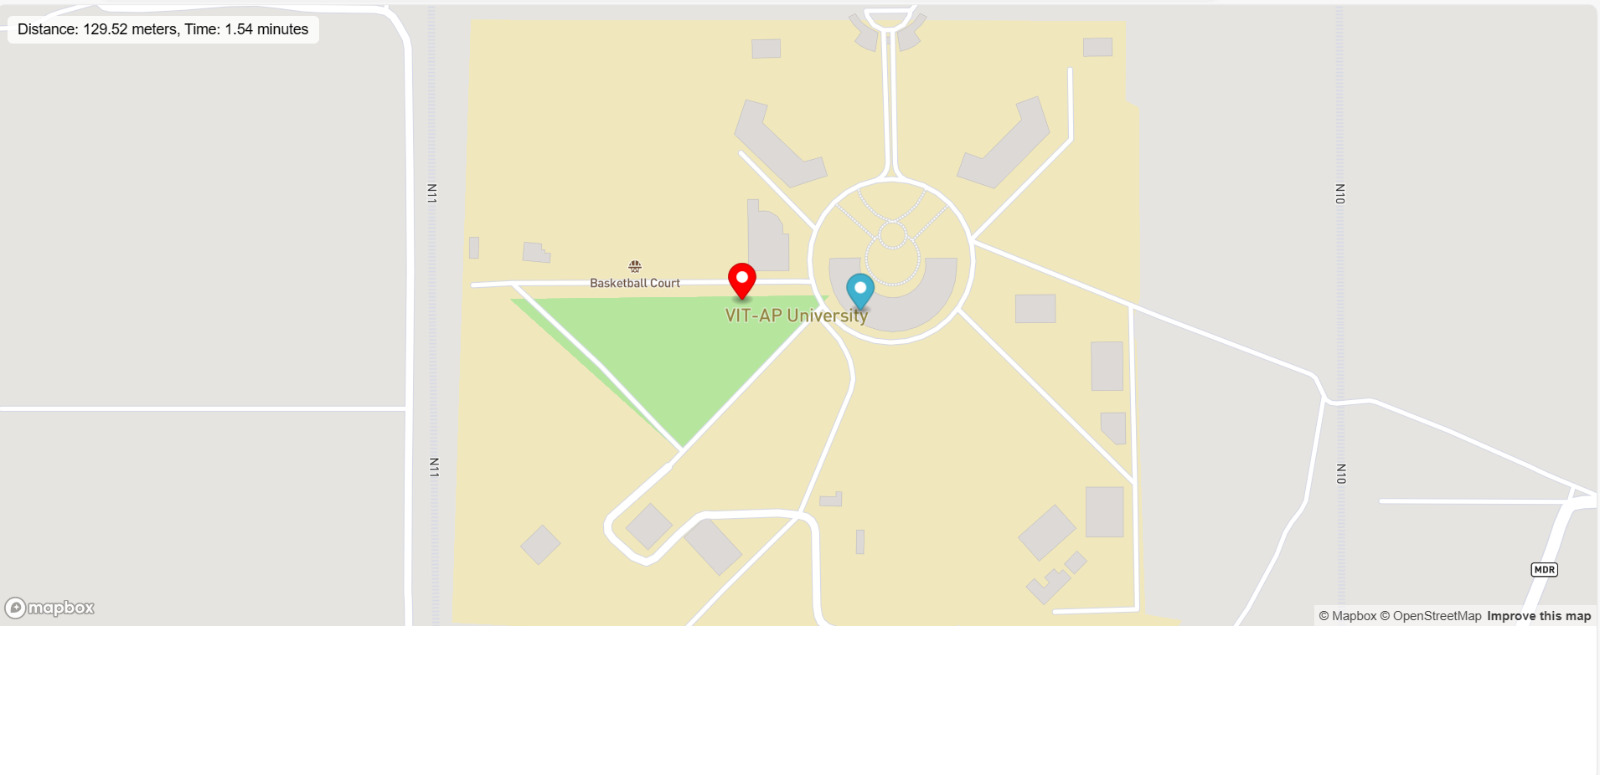 Distance: 129.52 meters, Time: 1.54 minutes
N11
N10
Basketball Court
VIT-AP University
N11
N10
MDR
mapbox
© Mapbox © OpenStreetMap Improve this map